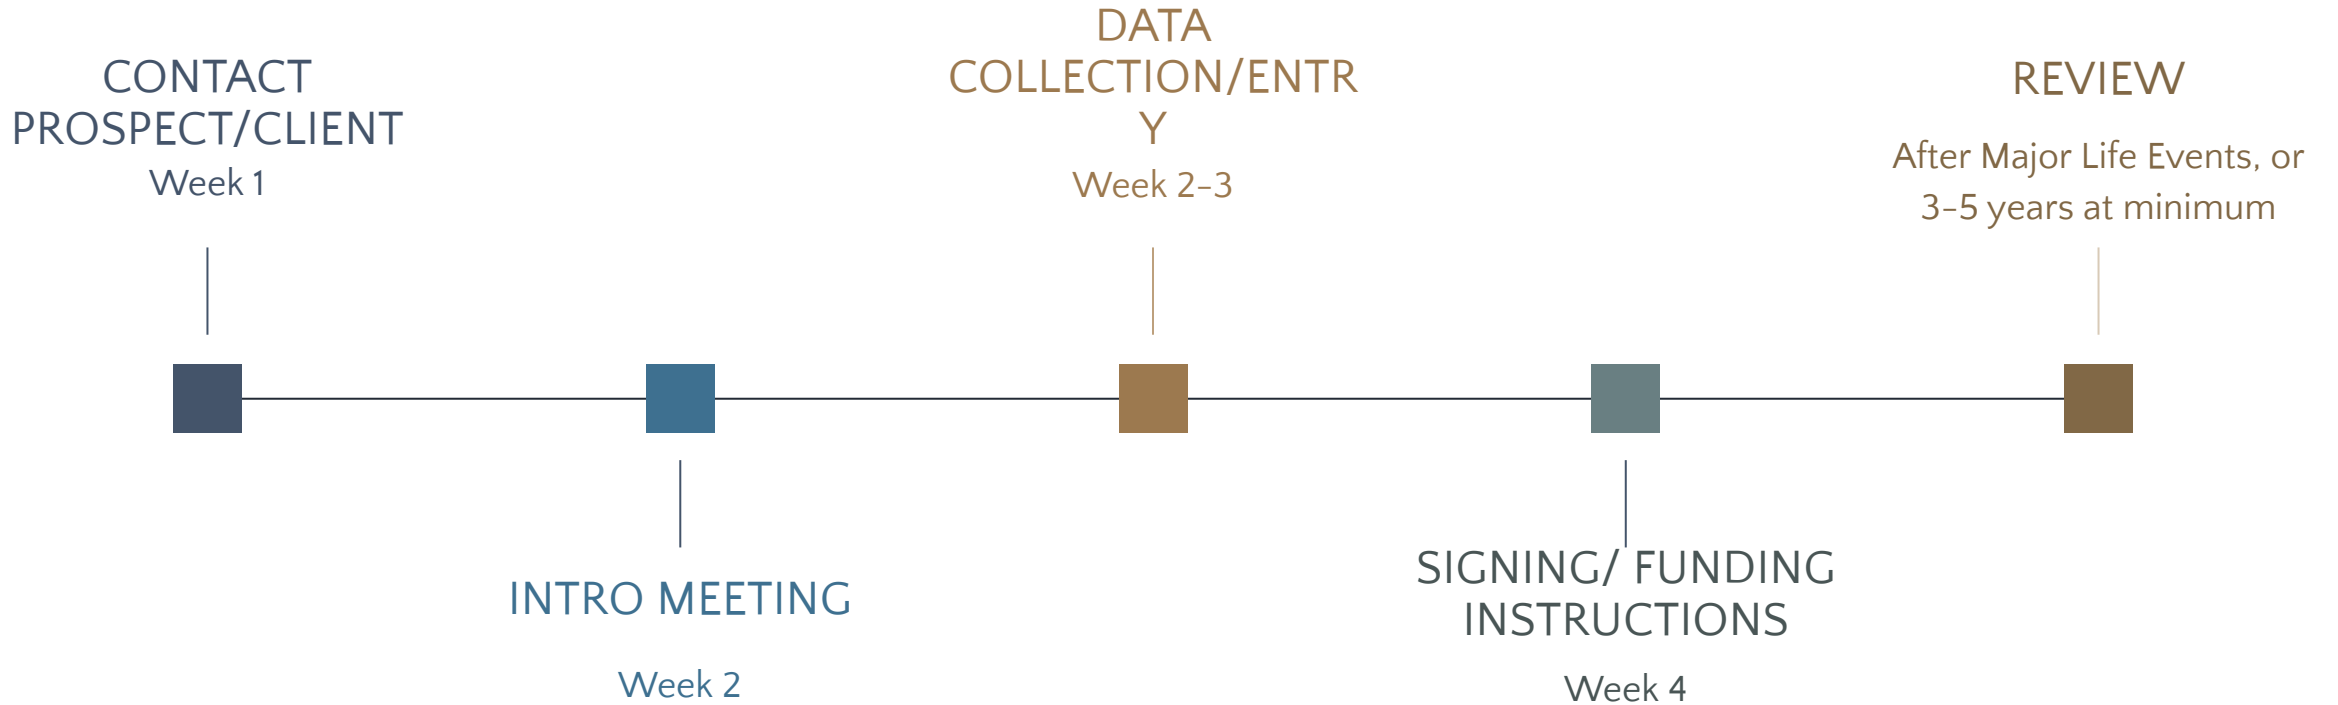 CONTACT
PROSPECT/CLIENT
Week 1
INTRO MEETING
Week 2
DATA
COLLECTION/ENTR
Y
Week 2-3
SIGNING/ FUNDING
INSTRUCTIONS
Week 4
REVIEW
After Major Life Events, or
3-5 years at minimum